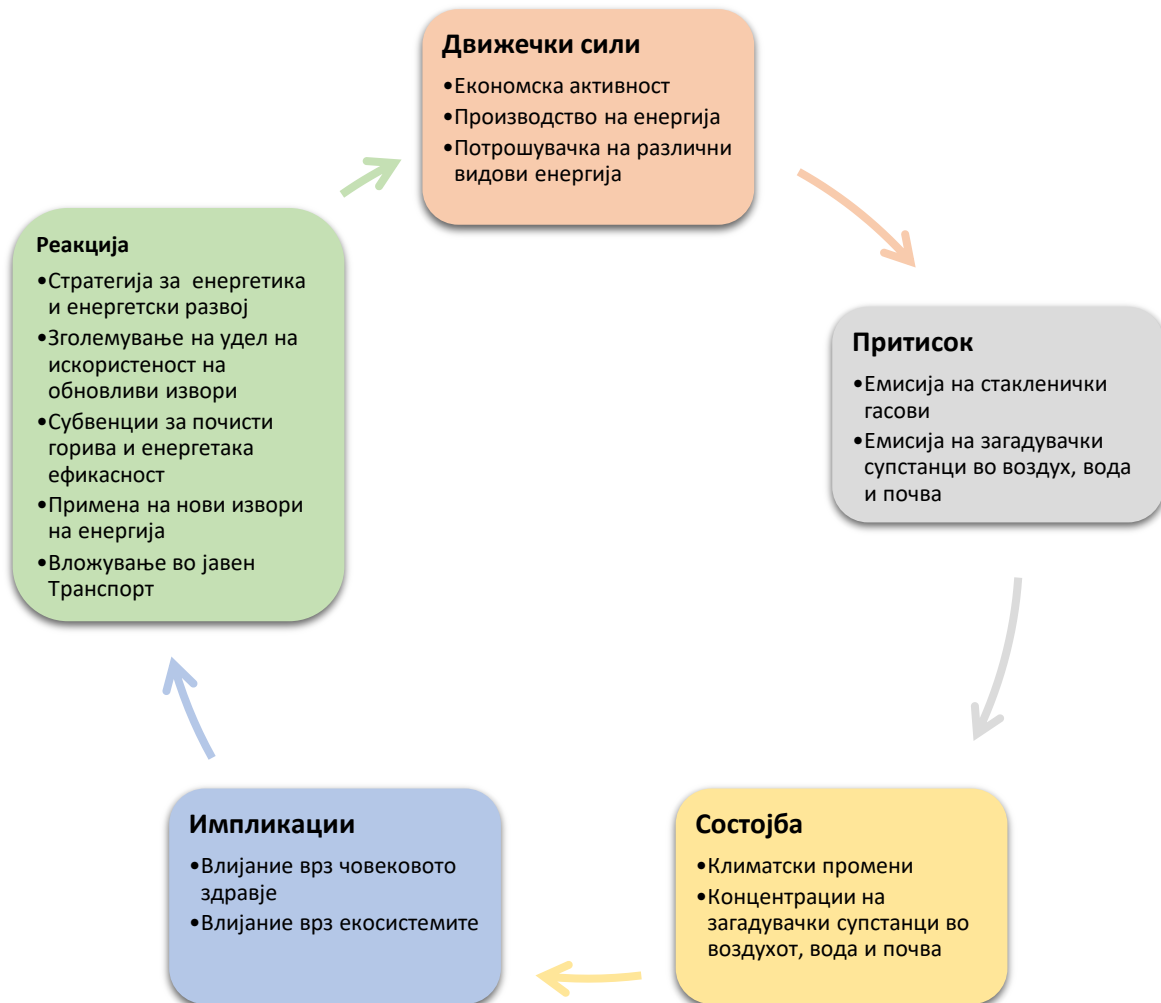 Движечки сили
•Економска активност
•Производство на енергија
•Потрошувачка на различни
видови енергија
Притисок
•Емисија на стакленички
гасови
•Емисија на загадувачки
супстанци во воздух, вода
и почва
Состојба
•Климатски промени
•Концентрации на
загадувачки супстанци во
воздухот, вода и почва
Импликации
•Влијание врз човековото
здравје
•Влијание врз екосистемите
Реакција
•Стратегија за енергетика
и енергетски развој
•Зголемување на удел на
искористеност на
обновливи извори
•Субвенции за почисти
горива и енергетака
ефикасност
•Примена на нови извори
на енергија
•Вложување во јавен
Транспорт